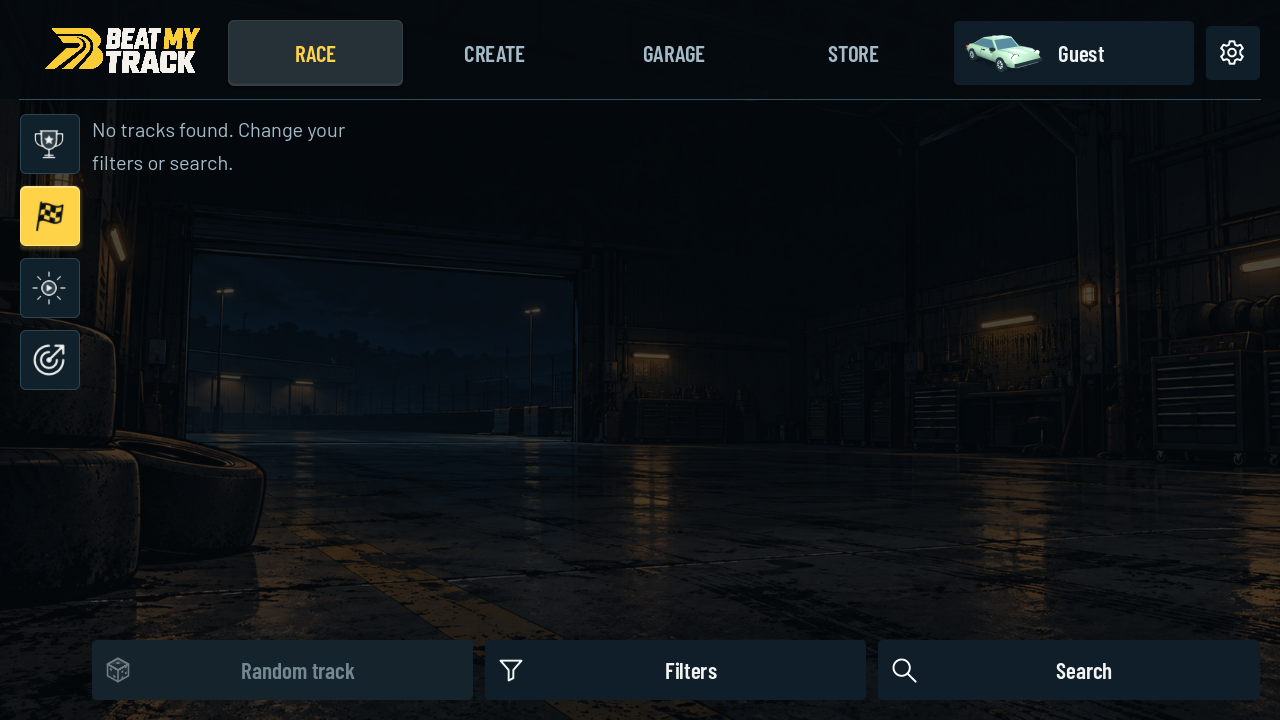 BEAT MY
TRACK
RACE
CREATE
GARAGE
STORE
Guest
No tracks found. Change your
filters or search.
Random track
Filters
Search